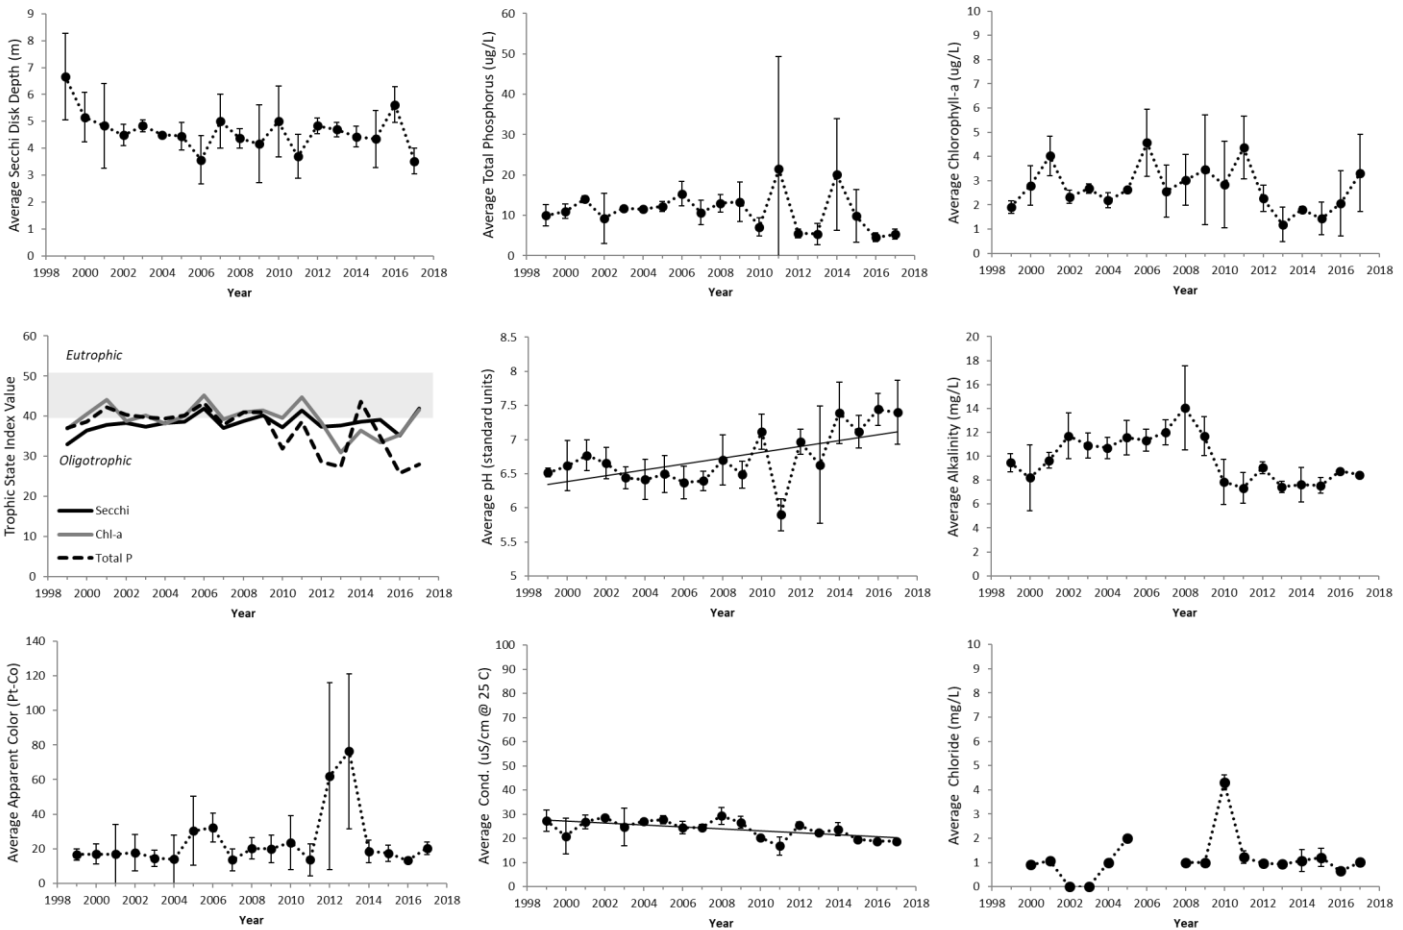 Average Secchi Disk Depth (m)
9
8
7
6
5
4
3
2
1
0
1998 2000 2002 2004 2006 2008 2010 2012 2014 2016 2018
Year
Average Total Phosphorus (ug/L)
60
50
40
30
20
10
0
1998 2000 2002 2004 2006 2008 2010 2012 2014 2016 2018
Year
Average Chlorophyll-a (ug/L)
10
9
8
7
6
5
4
3
2
1
0
1998 2000 2002 2004 2006 2008 2010 2012 2014 2016 2018
Year
Trophic State Index Value
60
50
40
30
20
10
0
Eutrophic
Oligotrophic
Secchi
Chl-a
Total P
1998 2000 2002 2004 2006 2008 2010 2012 2014 2016 2018
Year
Average pH (standard units)
8.5
8
7.5
7
6.5
6
5.5
5
1998 2000 2002 2004 2006 2008 2010 2012 2014 2016 2018
Year
Average Alkalinity (mg/L)
20
18
16
14
12
10
8
6
4
2
0
1998 2000 2002 2004 2006 2008 2010 2012 2014 2016 2018
Year
Average Apparent Color (Pt-Co)
140
120
100
80
60
40
20
0
1998 2000 2002 2004 2006 2008 2010 2012 2014 2016 2018
Year
Average Cond. (uS/cm @ 25 C)
100
90
80
70
60
50
40
30
20
10
0
1998 2000 2002 2004 2006 2008 2010 2012 2014 2016 2018
Year
Average Chloride (mg/L)
10
9
8
7
6
5
4
3
2
1
0
1998 2000 2002 2004 2006 2008 2010 2012 2014 2016 2018
Year